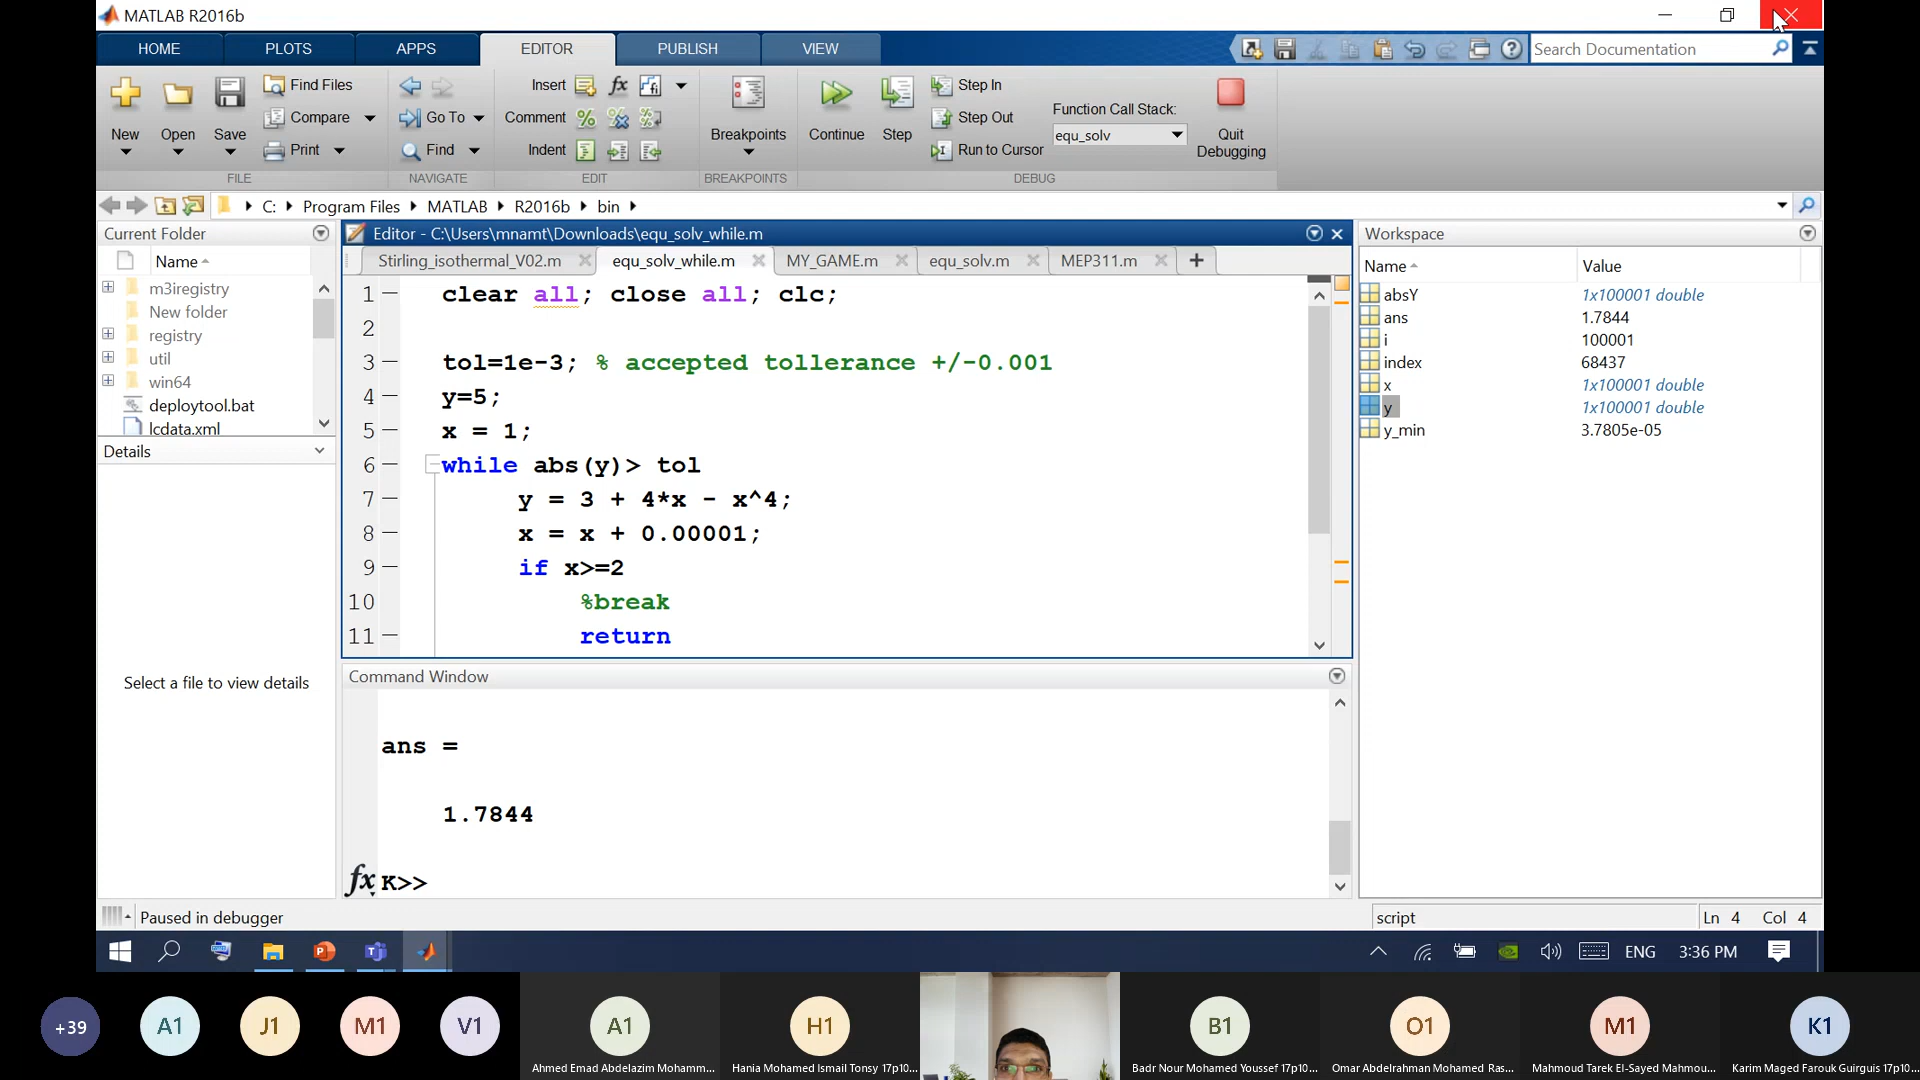 MATLAB R2016b
HOME PLOTS APPS EDITOR PUBLISH VIEW
Search Documentation
New
Open
Save
Find Files
Compare
Print
FILE
Go To
Find
NAVIGATE
Insert fx
Comment
Indent
EDIT
Breakpoints
BREAKPOINTS
Continue
Step
Step In
Step Out
Run to Cursor
Function Call Stack:
equ_solv
Quit Debugging
DEBUG
C: Program Files MATLAB R2016b bin
Current Folder
Name
m3iregistry
New folder
registry
util
win64
deploytool.bat
lcdata.xml
Details
Select a file to view details
Editor - C:\Users\mnamt\Downloads\equ_solv_while.m
Stirling_isothermal_V02.m equ_solv_while.m MY_GAME.m equ_solv.m MEP311.m
1 clear all; close all; clc;
2
3 tol=1e-3; % accepted tollerance +/-0.001
4 y=5;
5 x = 1;
6 while abs(y)> tol
7 y = 3 + 4*x - x^4;
8 x = x + 0.00001;
9 if x>=2
10 %break
11 return
Command Window
ans =
1.7844
fx K>>
Workspace
Name Value
absY 1x100001 double
ans 1.7844
i 100001
index 68437
x 1x100001 double
y 1x100001 double
y_min 3.7805e-05
Paused in debugger
script Ln 4 Col 4
ENG 3:36 PM
+39 A1 J1 M1 V1 A1 H1 B1 O1 M1 K1
Ahmed Emad Abdelazim Mohamm...
Hania Mohamed Ismail Tonsy 17p10...
Badr Nour Mohamed Youssef 17p10...
Omar Abdelrahman Mohamed Ras...
Mahmoud Tarek El-Sayed Mahmou...
Karim Maged Farouk Guirguis 17p10...